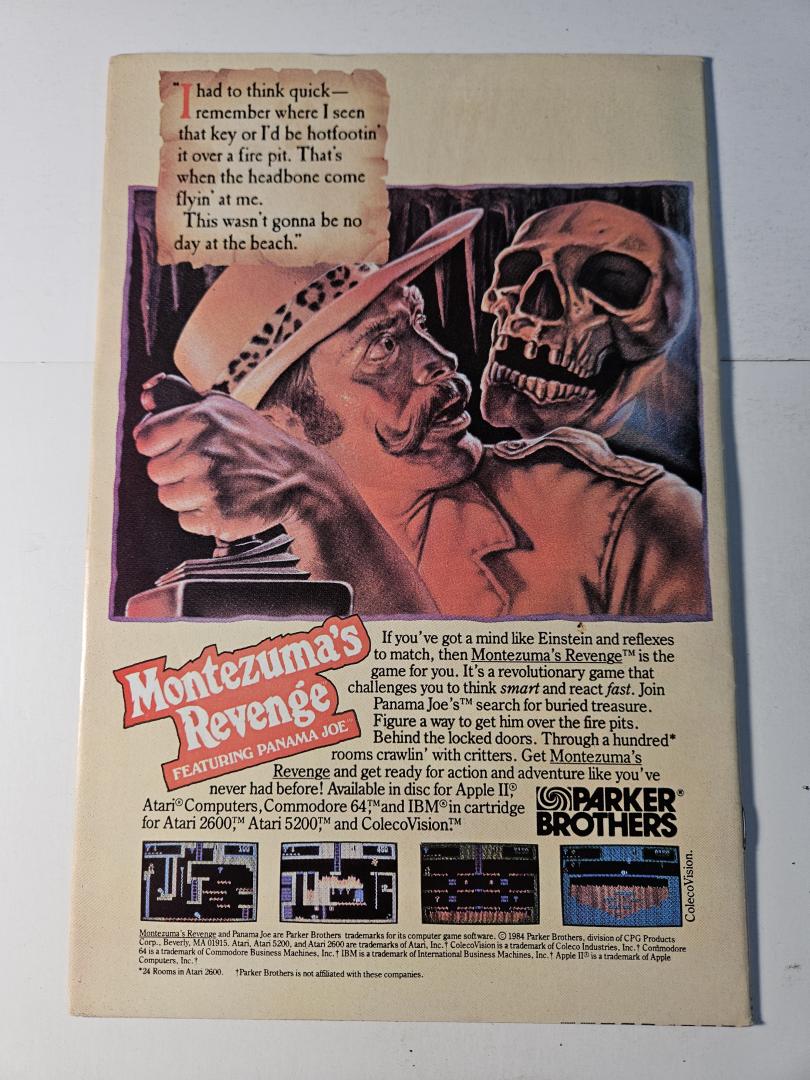 "I had to think quick—
remember where I seen
that key or I'd be hotfootin'
it over a fire pit. That's
when the headbone come
flyin' at me.
This wasn't gonna be no
day at the beach."
Montezuma's
Revenge™
FEATURING PANAMA JOE™
If you've got a mind like Einstein and reflexes
to match, then Montezuma's Revenge™ is the
game for you. It's a revolutionary game that
challenges you to think smart and react fast. Join
Panama Joe's™ search for buried treasure.
Figure a way to get him over the fire pits.
Behind the locked doors. Through a hundred*
rooms crawlin' with critters. Get Montezuma's
Revenge and get ready for action and adventure like you've
never had before! Available in disc for Apple II®,
Atari® Computers, Commodore 64,™ and IBM® in cartridge
for Atari 2600,™ Atari 5200,™ and ColecoVision.™
PARKER®
BROTHERS
ColecoVision.
Montezuma's Revenge and Panama Joe are Parker Brothers trademarks for its computer game software. © 1984 Parker Brothers, division of CPG Products
Corp., Beverly, MA 01915. Atari, Atari 5200, and Atari 2600 are trademarks of Atari, Inc.† ColecoVision is a trademark of Coleco Industries, Inc.† Commodore
64 is a trademark of Commodore Business Machines, Inc.† IBM is a trademark of International Business Machines, Inc.† Apple II® is a trademark of Apple
Computers, Inc.†
*24 Rooms in Atari 2600. †Parker Brothers is not affiliated with these companies.